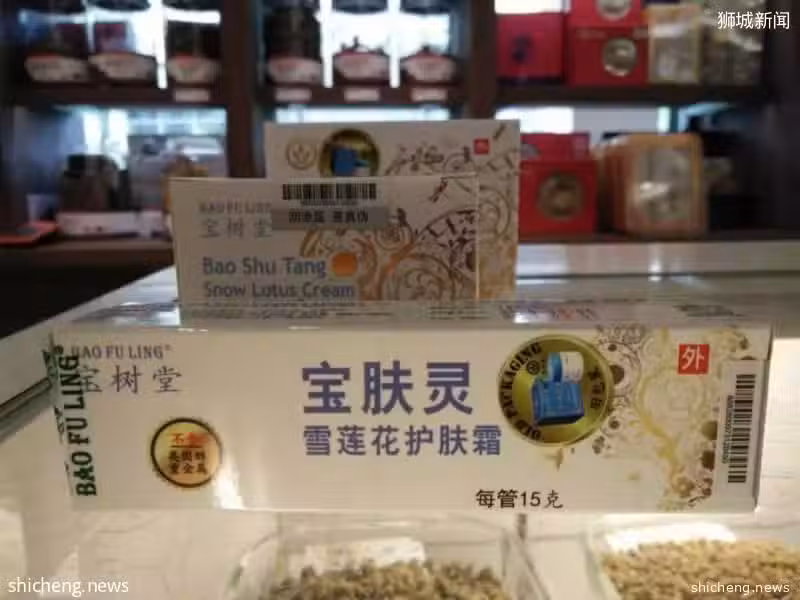 狮城新闻
BAO FU LING
宝树堂
Bao Shu Tang
Snow Lotus Cream
BAO FU LING®
宝树堂
BAO FU LING
宝肤灵
雪莲花护肤霜
OLD PACKAGING
外
每管15克
shicheng.news
shicheng.news